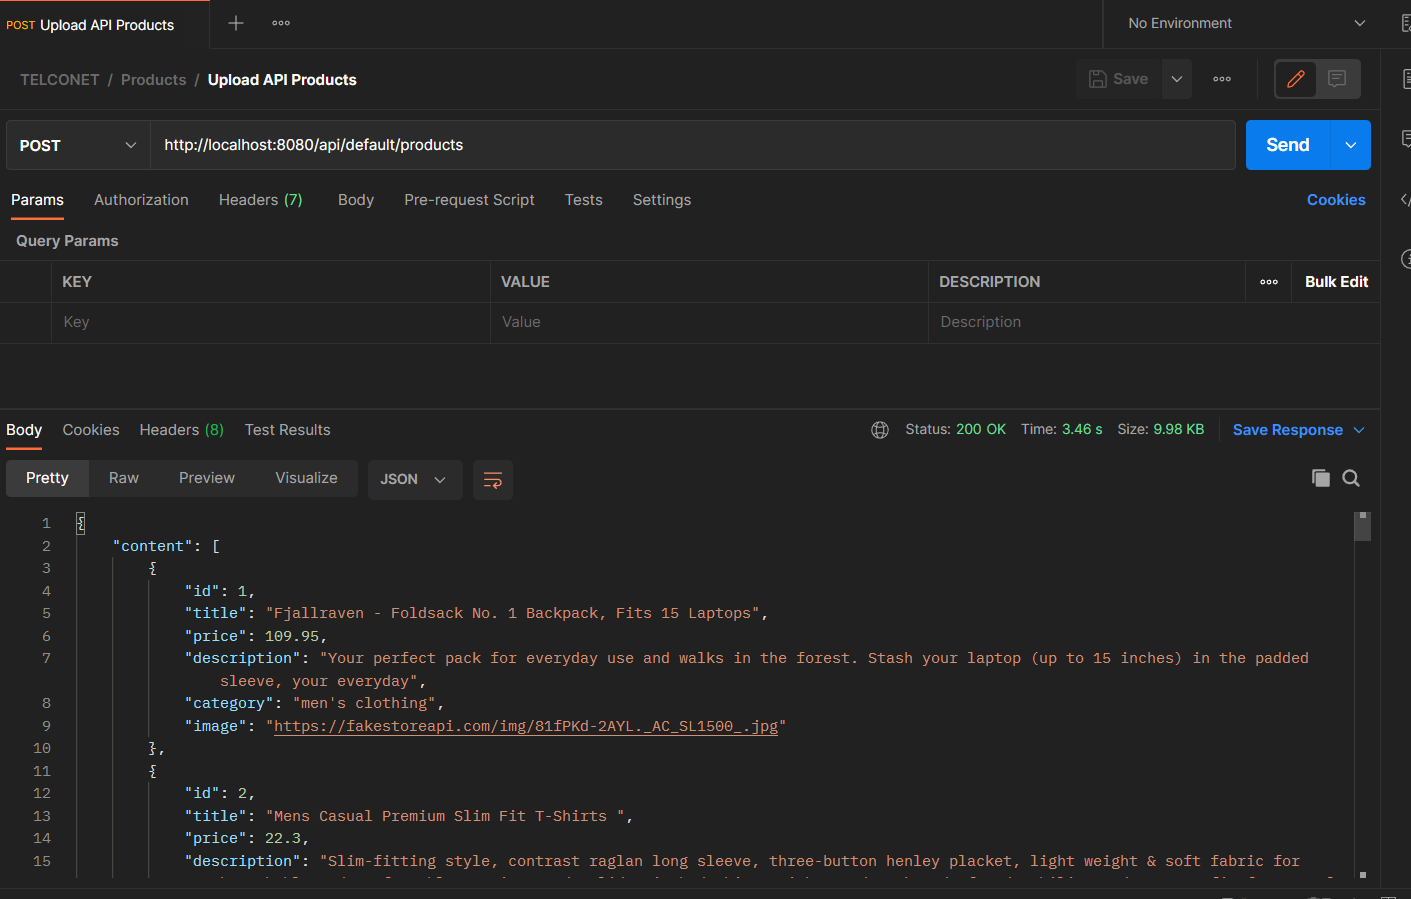 POST Upload API Products
No Environment
TELCONET / Products / Upload API Products
Save
POST
http://localhost:8080/api/default/products
Send
Params Authorization Headers (7) Body Pre-request Script Tests Settings Cookies
Query Params
KEY VALUE DESCRIPTION Bulk Edit
Key Value Description
Body Cookies Headers (8) Test Results Status: 200 OK Time: 3.46 s Size: 9.98 KB Save Response
Pretty Raw Preview Visualize JSON
1 {
2 "content": [
3 {
4 "id": 1,
5 "title": "Fjallraven - Foldsack No. 1 Backpack, Fits 15 Laptops",
6 "price": 109.95,
7 "description": "Your perfect pack for everyday use and walks in the forest. Stash your laptop (up to 15 inches) in the padded
sleeve, your everyday",
8 "category": "men's clothing",
9 "image": "https://fakestoreapi.com/img/81fPKd-2AYL._AC_SL1500_.jpg"
10 },
11 {
12 "id": 2,
13 "title": "Mens Casual Premium Slim Fit T-Shirts ",
14 "price": 22.3,
15 "description": "Slim-fitting style, contrast raglan long sleeve, three-button henley placket, light weight & soft fabric for